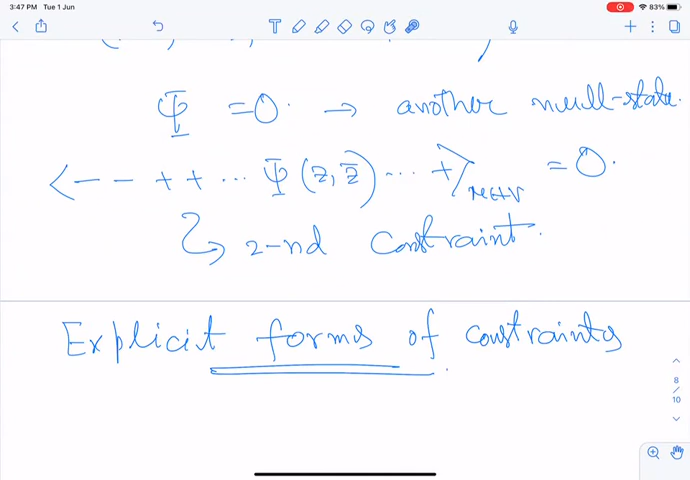 3:47 PM Tue 1 Jun
83%
Ψ = 0. → another null-state.
⟨ - - + + ... Ψ(z, z̄) ... + ⟩MHV = 0.
↳ 2-nd constraint.
Explicit forms of constraints
8
/
10